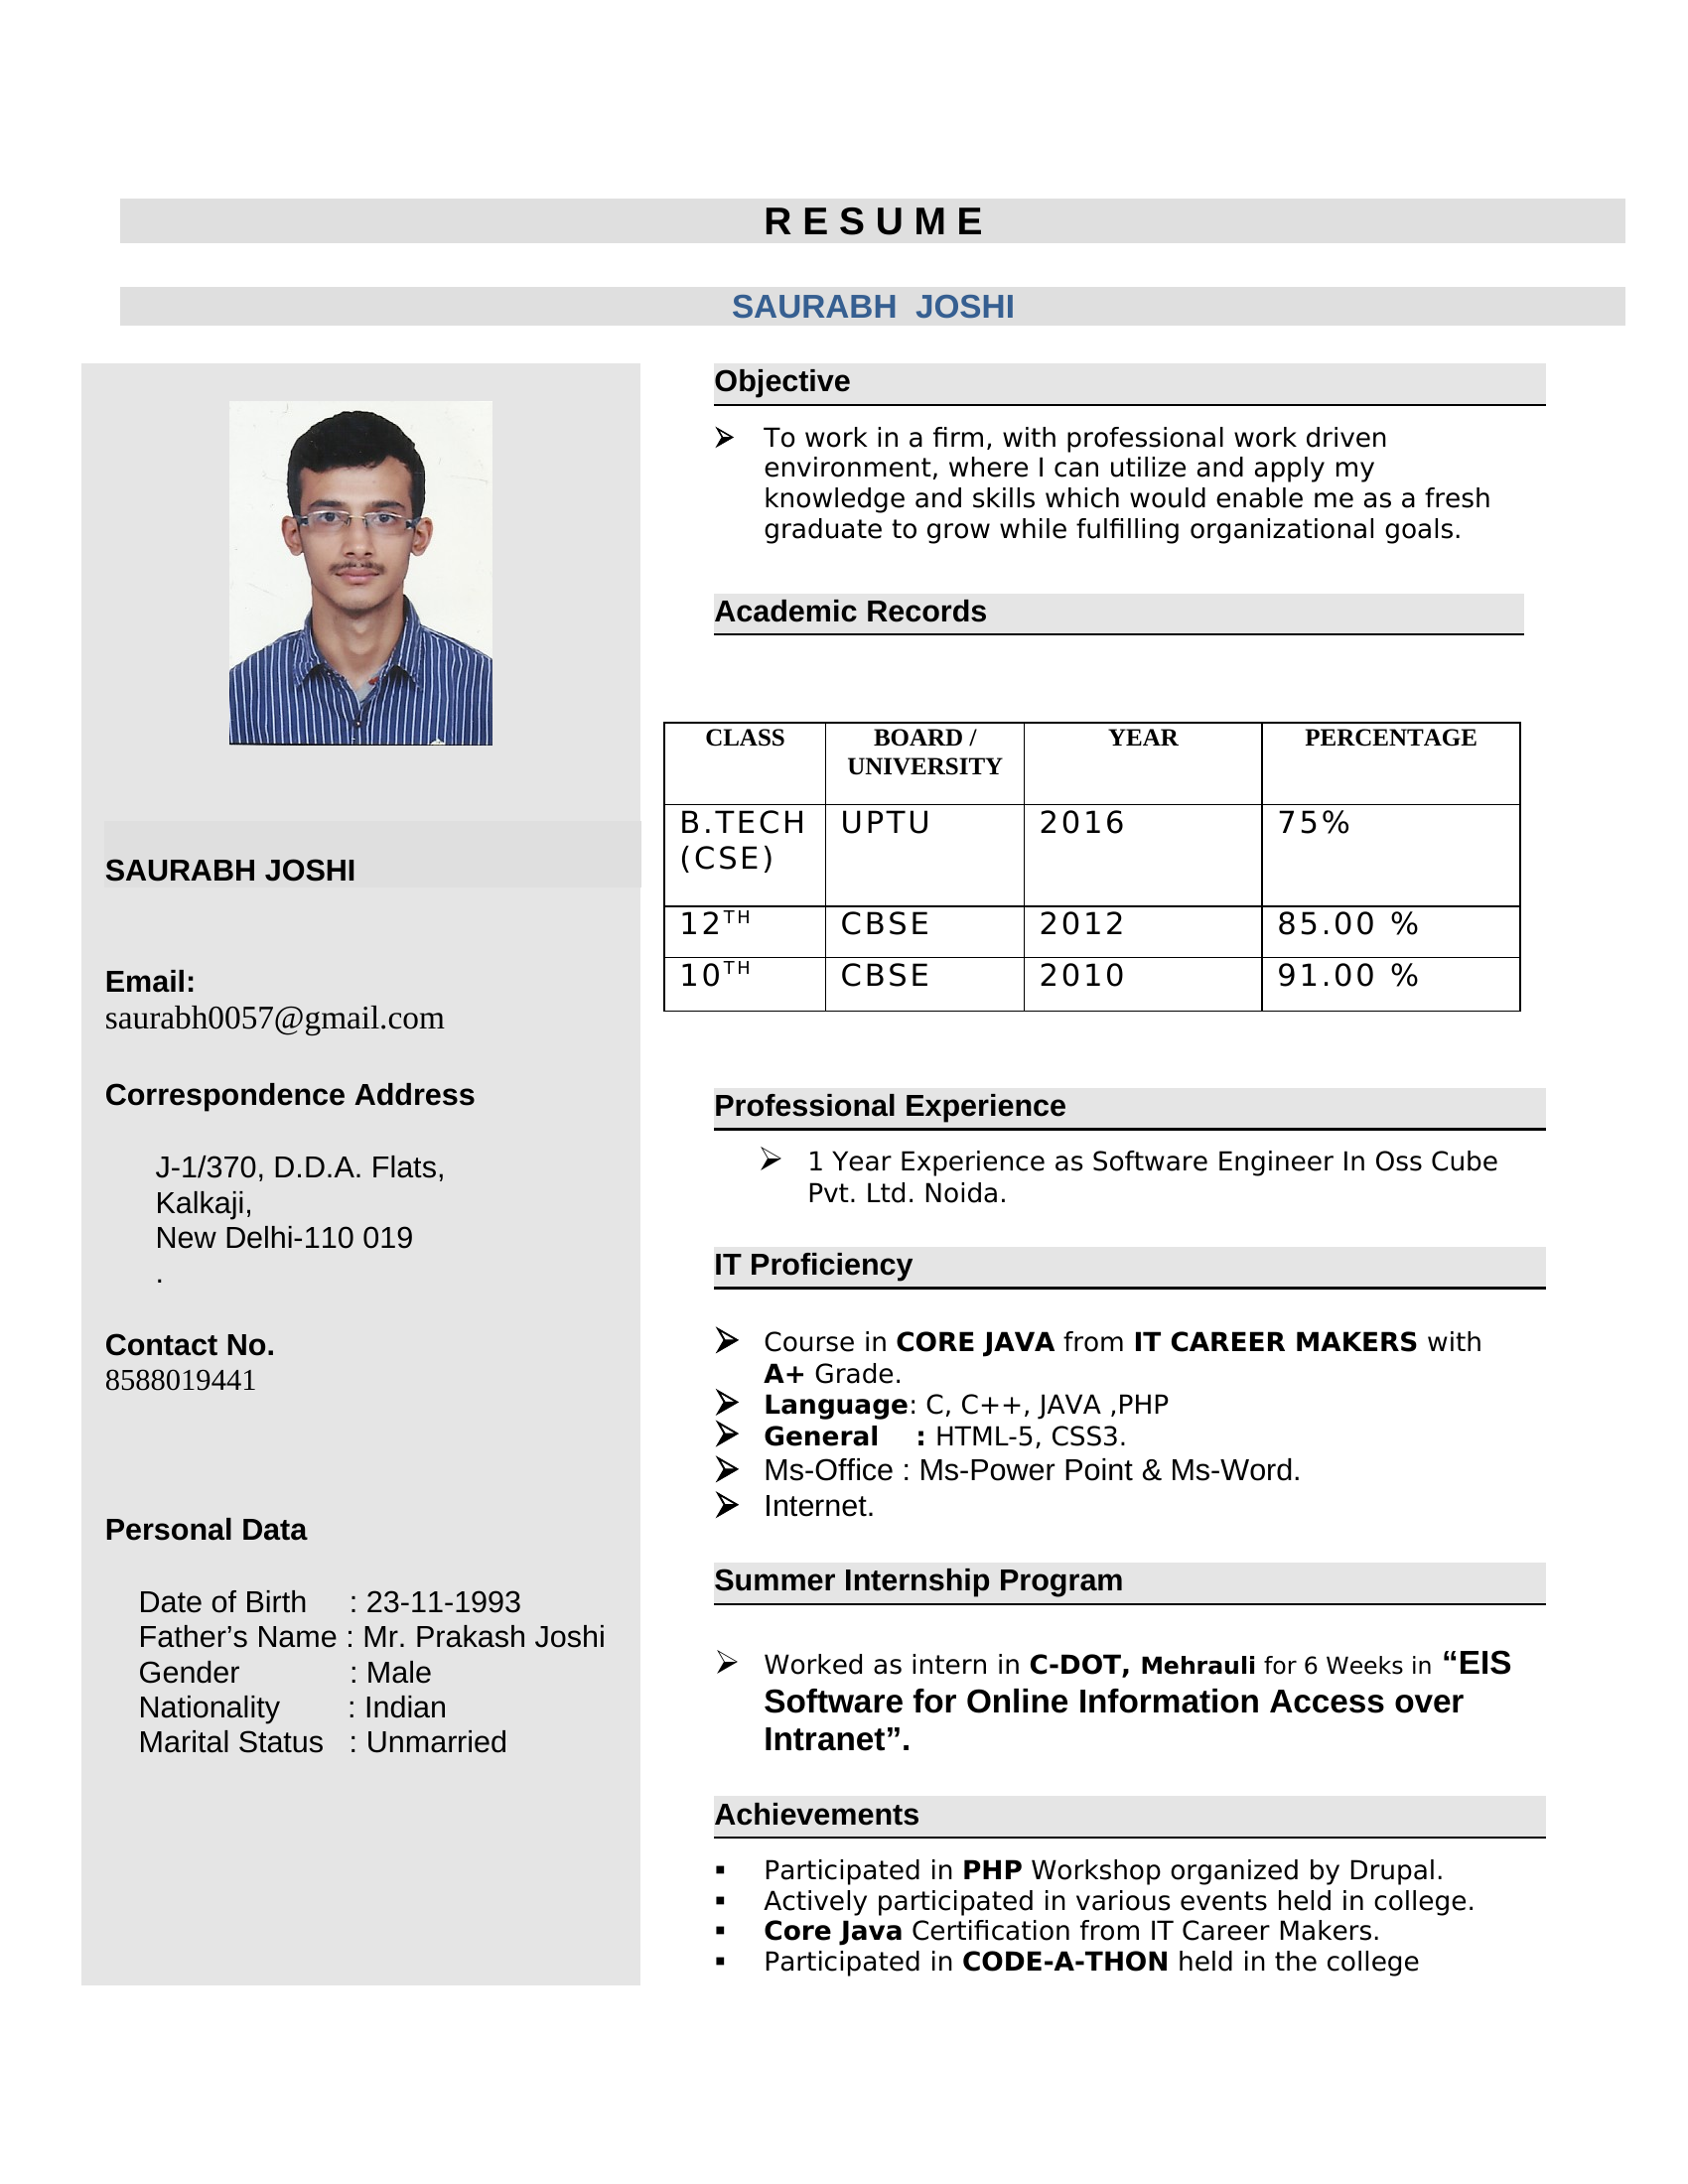 RESUME
SAURABH JOSHI
SAURABH JOSHI
Email:
saurabh0057@gmail.com
Correspondence Address
J-1/370, D.D.A. Flats,
Kalkaji,
New Delhi-110 019
.
Contact No.
8588019441
Personal Data
Date of Birth : 23-11-1993
Father’s Name : Mr. Prakash Joshi
Gender : Male
Nationality : Indian
Marital Status : Unmarried
Objective
To work in a firm, with professional work driven
environment, where I can utilize and apply my
knowledge and skills which would enable me as a fresh
graduate to grow while fulfilling organizational goals.
Academic Records
CLASS BOARD / UNIVERSITY YEAR PERCENTAGE
B.TECH (CSE) UPTU 2016 75%
12TH CBSE 2012 85.00 %
10TH CBSE 2010 91.00 %
Professional Experience
1 Year Experience as Software Engineer In Oss Cube
Pvt. Ltd. Noida.
IT Proficiency
Course in CORE JAVA from IT CAREER MAKERS with
A+ Grade.
Language: C, C++, JAVA ,PHP
General : HTML-5, CSS3.
Ms-Office : Ms-Power Point & Ms-Word.
Internet.
Summer Internship Program
Worked as intern in C-DOT, Mehrauli for 6 Weeks in “EIS
Software for Online Information Access over
Intranet”.
Achievements
Participated in PHP Workshop organized by Drupal.
Actively participated in various events held in college.
Core Java Certification from IT Career Makers.
Participated in CODE-A-THON held in the college